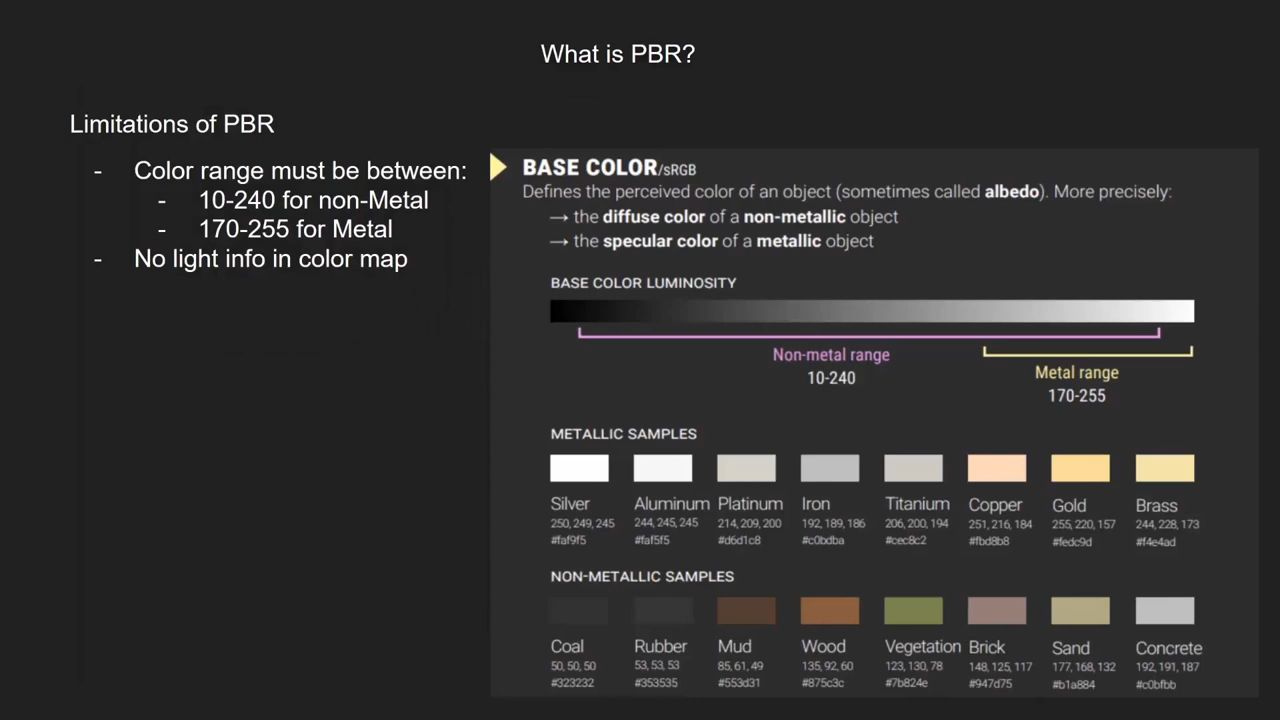 What is PBR?
Limitations of PBR
- Color range must be between:
- 10-240 for non-Metal
- 170-255 for Metal
- No light info in color map
BASE COLOR/sRGB
Defines the perceived color of an object (sometimes called albedo). More precisely:
→ the diffuse color of a non-metallic object
→ the specular color of a metallic object
BASE COLOR LUMINOSITY
Non-metal range
10-240
Metal range
170-255
METALLIC SAMPLES
Silver Aluminum Platinum Iron Titanium Copper Gold Brass
250, 249, 245 244, 245, 245 214, 209, 200 192, 189, 186 206, 200, 194 251, 216, 184 255, 220, 157 244, 228, 173
#faf9f5 #faf5f5 #d6d1c8 #c0bdba #cec8c2 #fbd8b8 #fedc9d #f4e4ad
NON-METALLIC SAMPLES
Coal Rubber Mud Wood Vegetation Brick Sand Concrete
50, 50, 50 53, 53, 53 85, 61, 49 135, 92, 60 123, 130, 78 148, 125, 117 177, 168, 132 192, 191, 187
#323232 #353535 #553d31 #875c3c #7b824e #947d75 #b1a884 #c0bfbb